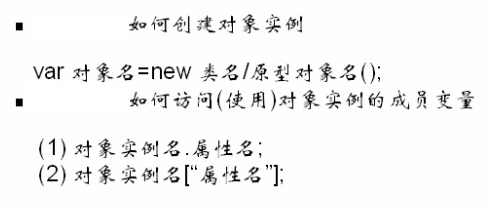 ▪ 如何创建对象实例
var 对象名=new 类名/原型对象名();
▪ 如何访问(使用)对象实例的成员变量
(1) 对象实例名.属性名;
(2) 对象实例名[“属性名”];